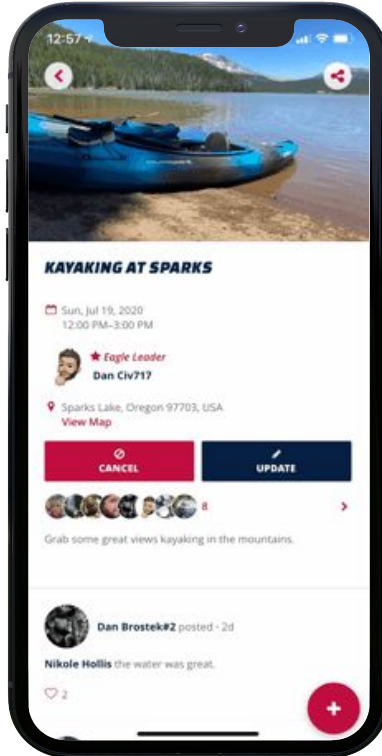 12:57
KAYAKING AT SPARKS
Sun, Jul 19, 2020
12:00 PM–3:00 PM
Eagle Leader
Dan Civ717
Sparks Lake, Oregon 97703, USA
View Map
CANCEL
UPDATE
8
Grab some great views kayaking in the mountains.
Dan Brostek#2 posted - 2d
Nikole Hollis the water was great.
2